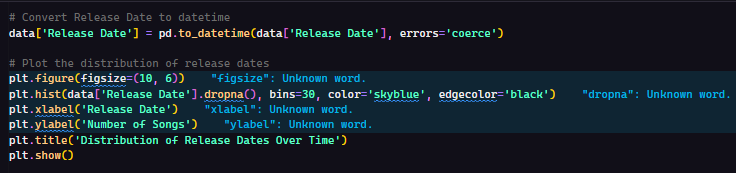 # Convert Release Date to datetime
data['Release Date'] = pd.to_datetime(data['Release Date'], errors='coerce')
# Plot the distribution of release dates
plt.figure(figsize=(10, 6))    "figsize": Unknown word.
plt.hist(data['Release Date'].dropna(), bins=30, color='skyblue', edgecolor='black')    "dropna": Unknown word.
plt.xlabel('Release Date')    "xlabel": Unknown word.
plt.ylabel('Number of Songs')    "ylabel": Unknown word.
plt.title('Distribution of Release Dates Over Time')
plt.show()